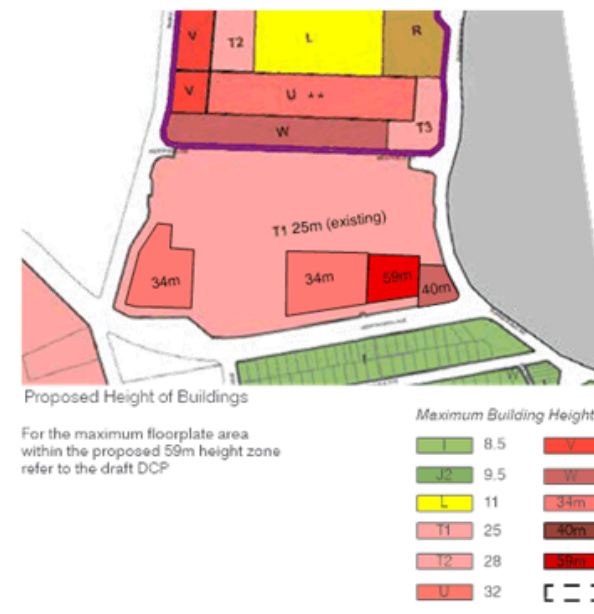 V
T2
L
R
V
U **
T3
W
T1 25m (existing)
34m
34m
59m
40m
I
Proposed Height of Buildings
For the maximum floorplate area
within the proposed 59m height zone
refer to the draft DCP
Maximum Building Height
I 8.5 V
J2 9.5 W
L 11 34m
T1 25 40m
T2 28 59m
U 32